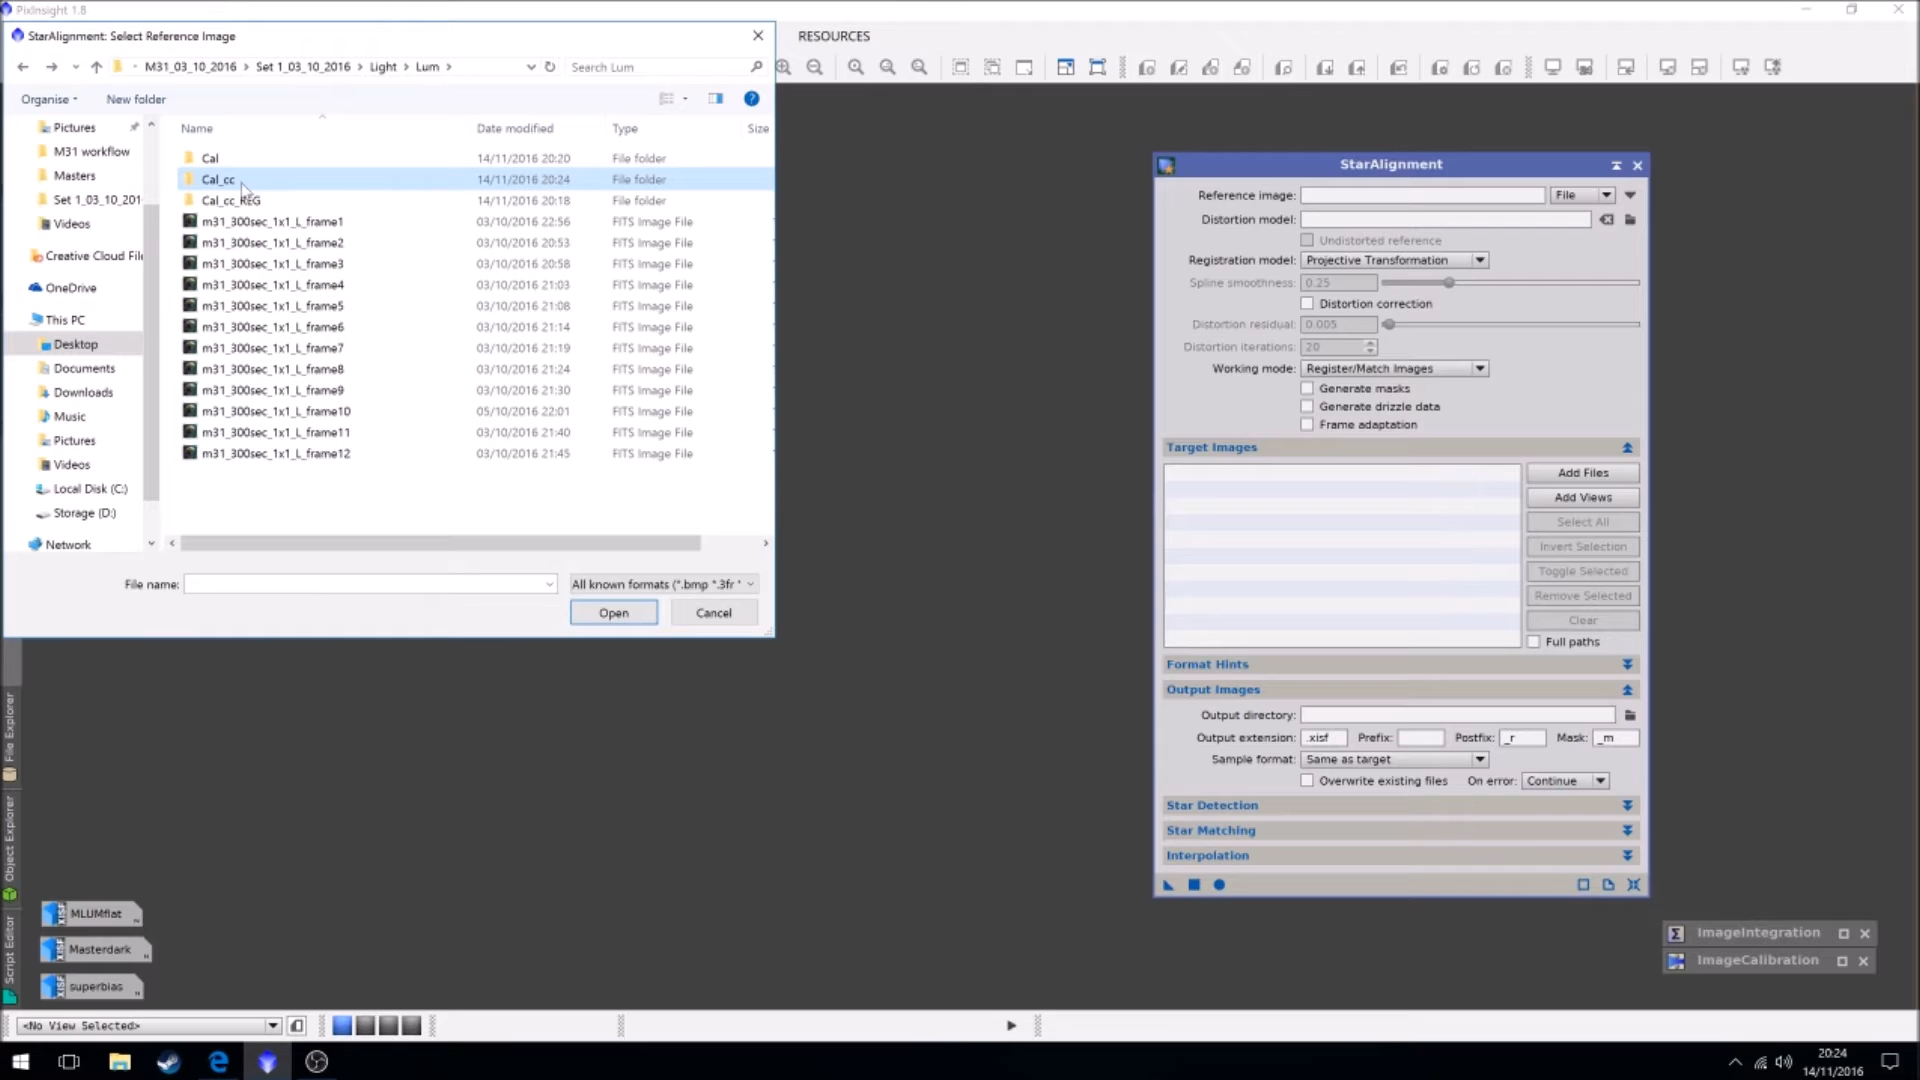 PixInsight 1.8
StarAlignment: Select Reference Image
RESOURCES
M31_03_10_2016 > Set 1_03_10_2016 > Light > Lum >
Search Lum
Organise
New folder
Name Date modified Type Size
Pictures
M31 workflow
Masters
Set 1_03_10_201
Videos
Creative Cloud File
OneDrive
This PC
Desktop
Documents
Downloads
Music
Pictures
Videos
Local Disk (C:)
Storage (D:)
Network
Cal 14/11/2016 20:20 File folder
Cal_cc 14/11/2016 20:24 File folder
Cal_cc_REG 14/11/2016 20:18 File folder
m31_300sec_1x1_L_frame1 03/10/2016 22:56 FITS Image File
m31_300sec_1x1_L_frame2 03/10/2016 20:53 FITS Image File
m31_300sec_1x1_L_frame3 03/10/2016 20:58 FITS Image File
m31_300sec_1x1_L_frame4 03/10/2016 21:03 FITS Image File
m31_300sec_1x1_L_frame5 03/10/2016 21:08 FITS Image File
m31_300sec_1x1_L_frame6 03/10/2016 21:14 FITS Image File
m31_300sec_1x1_L_frame7 03/10/2016 21:19 FITS Image File
m31_300sec_1x1_L_frame8 03/10/2016 21:24 FITS Image File
m31_300sec_1x1_L_frame9 03/10/2016 21:30 FITS Image File
m31_300sec_1x1_L_frame10 05/10/2016 22:01 FITS Image File
m31_300sec_1x1_L_frame11 03/10/2016 21:40 FITS Image File
m31_300sec_1x1_L_frame12 03/10/2016 21:45 FITS Image File
File name:
All known formats (*.bmp *.3fr *
Open
Cancel
StarAlignment
Reference image: File
Distortion model:
Undistorted reference
Registration model: Projective Transformation
Spline smoothness: 0.25
Distortion correction
Distortion residual: 0.005
Distortion iterations: 20
Working mode: Register/Match Images
Generate masks
Generate drizzle data
Frame adaptation
Target Images
Add Files
Add Views
Select All
Invert Selection
Toggle Selected
Remove Selected
Clear
Full paths
Format Hints
Output Images
Output directory:
Output extension: .xisf Prefix: Postfix: _r Mask: _m
Sample format: Same as target
Overwrite existing files On error: Continue
Star Detection
Star Matching
Interpolation
File Explorer
Object Explorer
Script Editor
XISF MLUMflat
XISF Masterdark
XISF superbias
ImageIntegration
ImageCalibration
<No View Selected>
20:24
14/11/2016